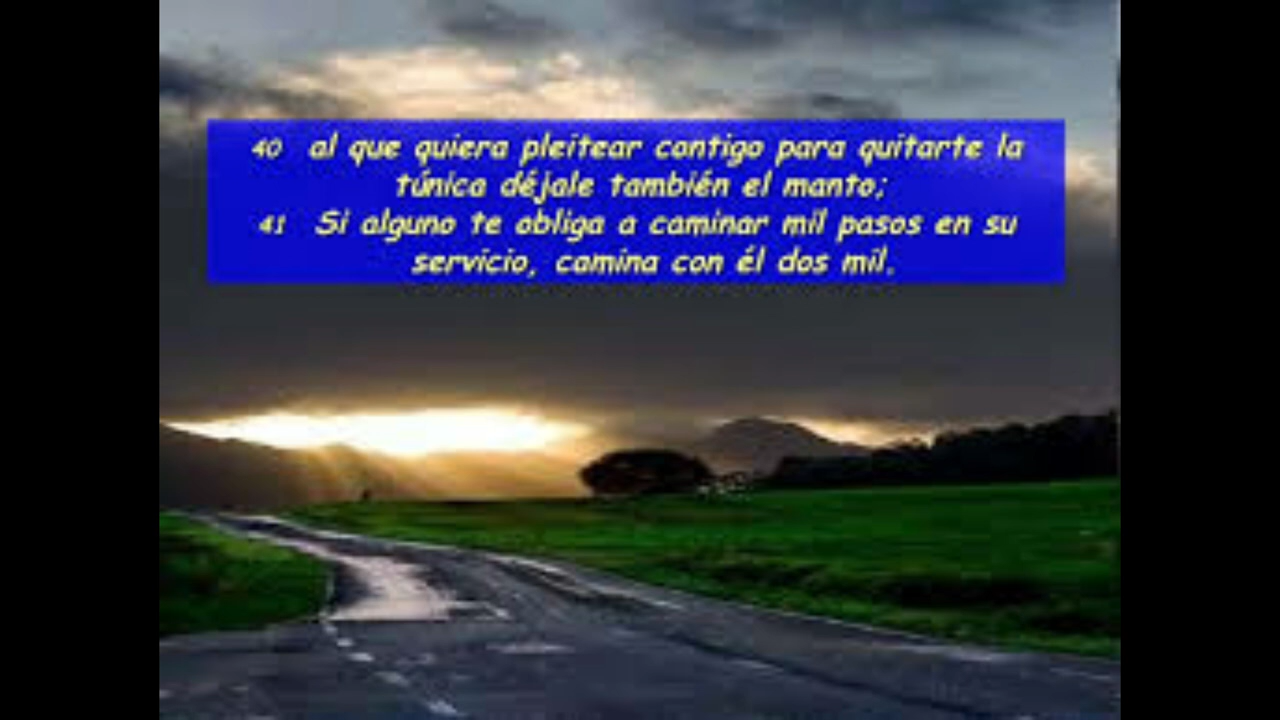 40 al que quiera pleitear contigo para quitarte la
túnica déjale también el manto;
41 Si alguno te obliga a caminar mil pasos en su
servicio, camina con él dos mil.